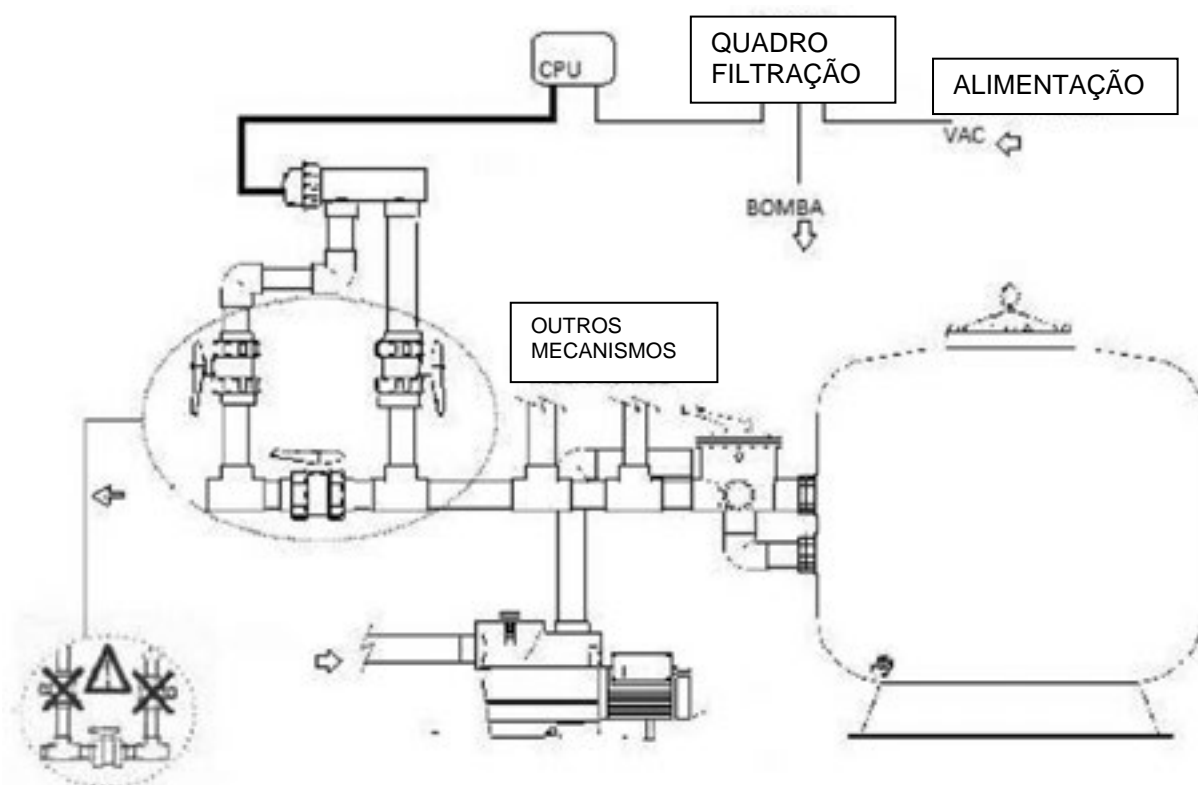 CPU
QUADRO
FILTRAÇÃO
ALIMENTAÇÃO
VAC
BOMBA
OUTROS
MECANISMOS